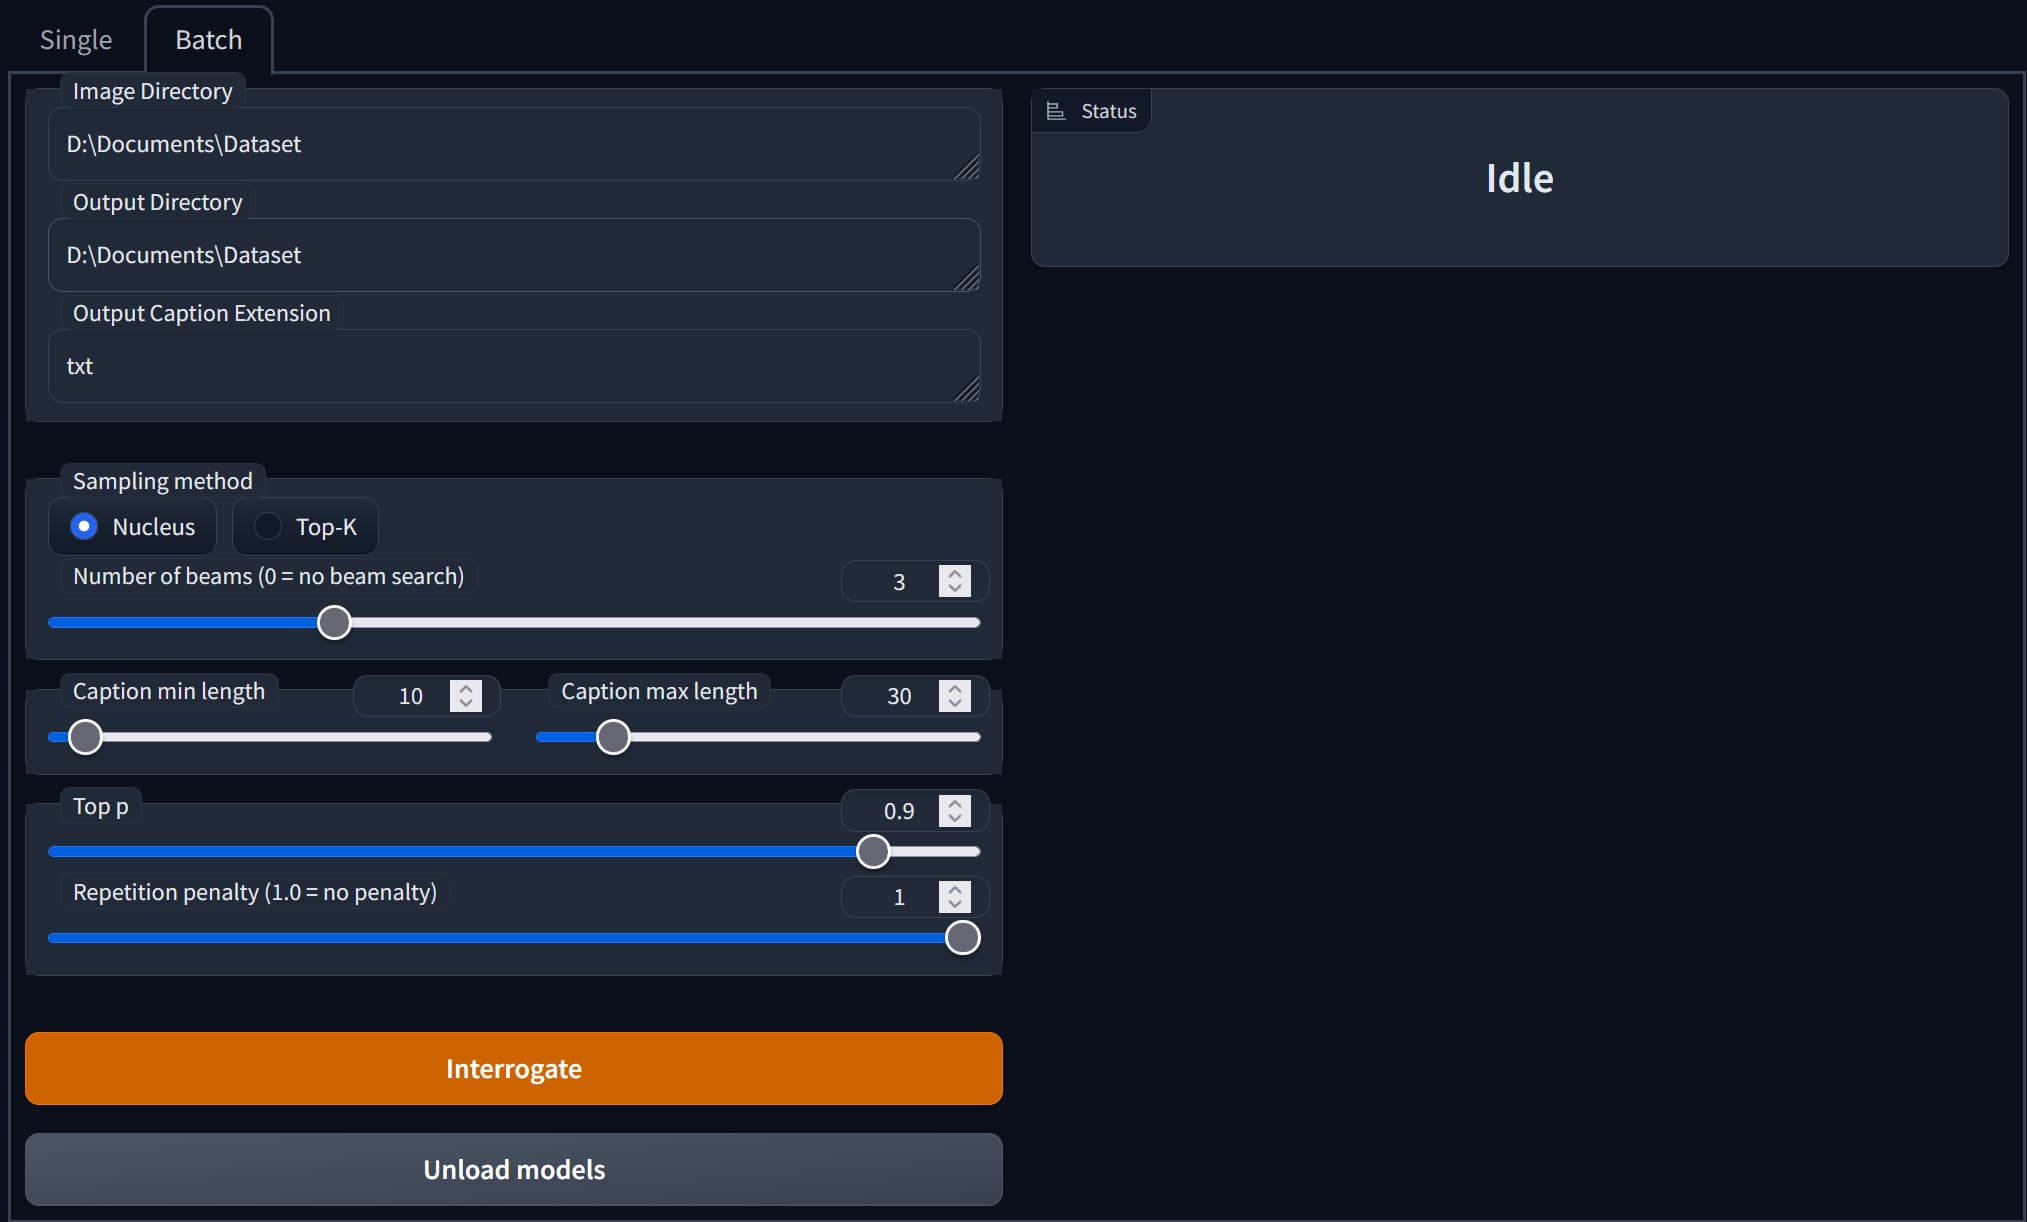 Single
Batch
Image Directory
D:\Documents\Dataset
Output Directory
D:\Documents\Dataset
Output Caption Extension
txt
Status
Idle
Sampling method
Nucleus
Top-K
Number of beams (0 = no beam search)
3
Caption min length
10
Caption max length
30
Top p
0.9
Repetition penalty (1.0 = no penalty)
1
Interrogate
Unload models